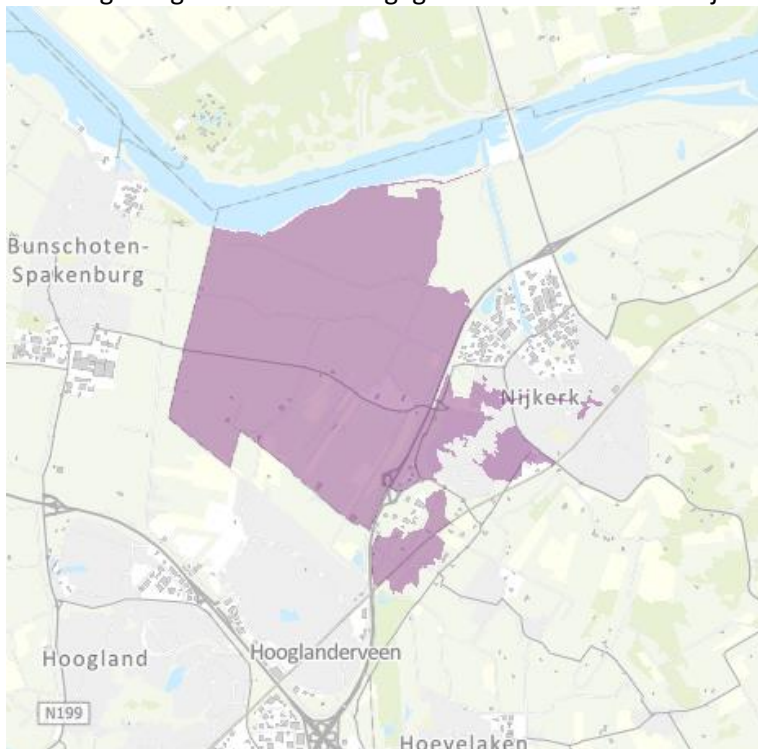 Bunschoten-
Spakenburg
Nijkerk
Hooglanderveen
Hoogland
N199
Hoevelaken